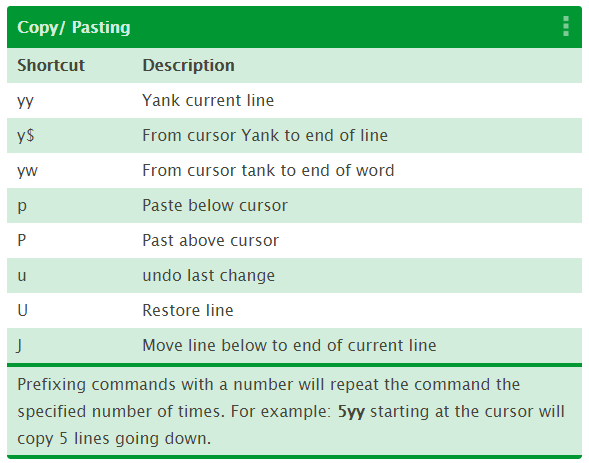 Copy/ Pasting
Shortcut Description
yy Yank current line
y$ From cursor Yank to end of line
yw From cursor tank to end of word
p Paste below cursor
P Past above cursor
u undo last change
U Restore line
J Move line below to end of current line
Prefixing commands with a number will repeat the command the
specified number of times. For example: 5yy starting at the cursor will
copy 5 lines going down.